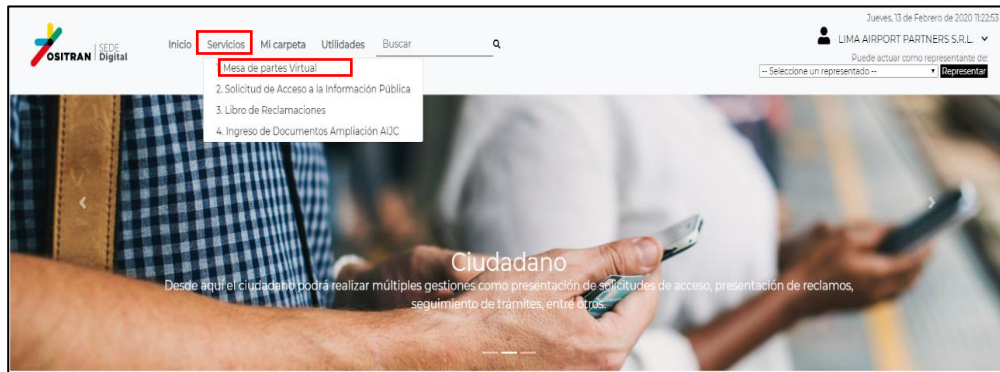 Jueves, 13 de Febrero de 2020 11:22:53
OSITRAN SEDE Digital
Inicio Servicios Mi carpeta Utilidades Buscar
LIMA AIRPORT PARTNERS S.R.L.
Puede actuar como representante de:
-- Seleccione un representado -- Representar
1. Mesa de partes Virtual
2. Solicitud de Acceso a la Información Pública
3. Libro de Reclamaciones
4. Ingreso de Documentos Ampliación AIJC
Ciudadano
Desde aquí el ciudadano podrá realizar múltiples gestiones como presentación de solicitudes de acceso, presentación de reclamos,
seguimiento de trámites, entre otros.